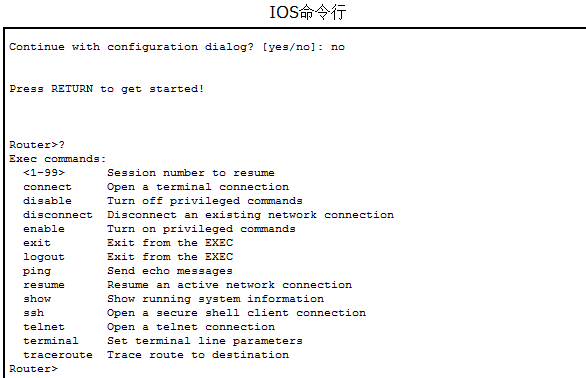 IOS命令行
Continue with configuration dialog? [yes/no]: no
Press RETURN to get started!
Router>?
Exec commands:
<1-99>      Session number to resume
connect     Open a terminal connection
disable     Turn off privileged commands
disconnect  Disconnect an existing network connection
enable      Turn on privileged commands
exit        Exit from the EXEC
logout      Exit from the EXEC
ping        Send echo messages
resume      Resume an active network connection
show        Show running system information
ssh         Open a secure shell client connection
telnet      Open a telnet connection
terminal    Set terminal line parameters
traceroute  Trace route to destination
Router>